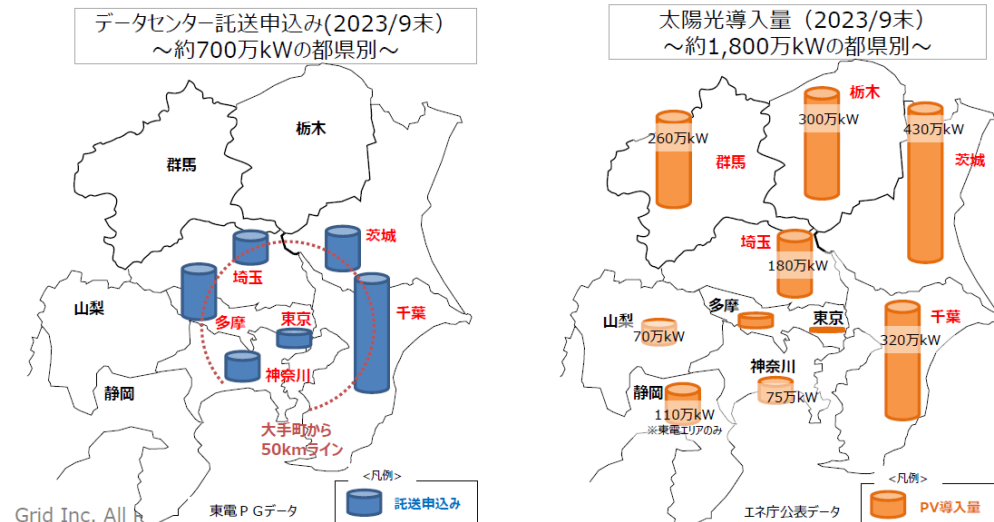 データセンター託送申込み(2023/9末)
～約700万kWの都県別～
栃木
群馬
茨城
埼玉
山梨
多摩
東京
千葉
神奈川
静岡
大手町から
50kmライン
<凡例>
託送申込み
東電ＰＧデータ
Grid Inc. All R
太陽光導入量（2023/9末）
～約1,800万kWの都県別～
栃木
300万kW
430万kW
260万kW
群馬
茨城
埼玉
180万kW
多摩
東京
千葉
山梨
70万kW
320万kW
神奈川
静岡
75万kW
110万kW
※東電エリアのみ
<凡例>
PV導入量
エネ庁公表データ